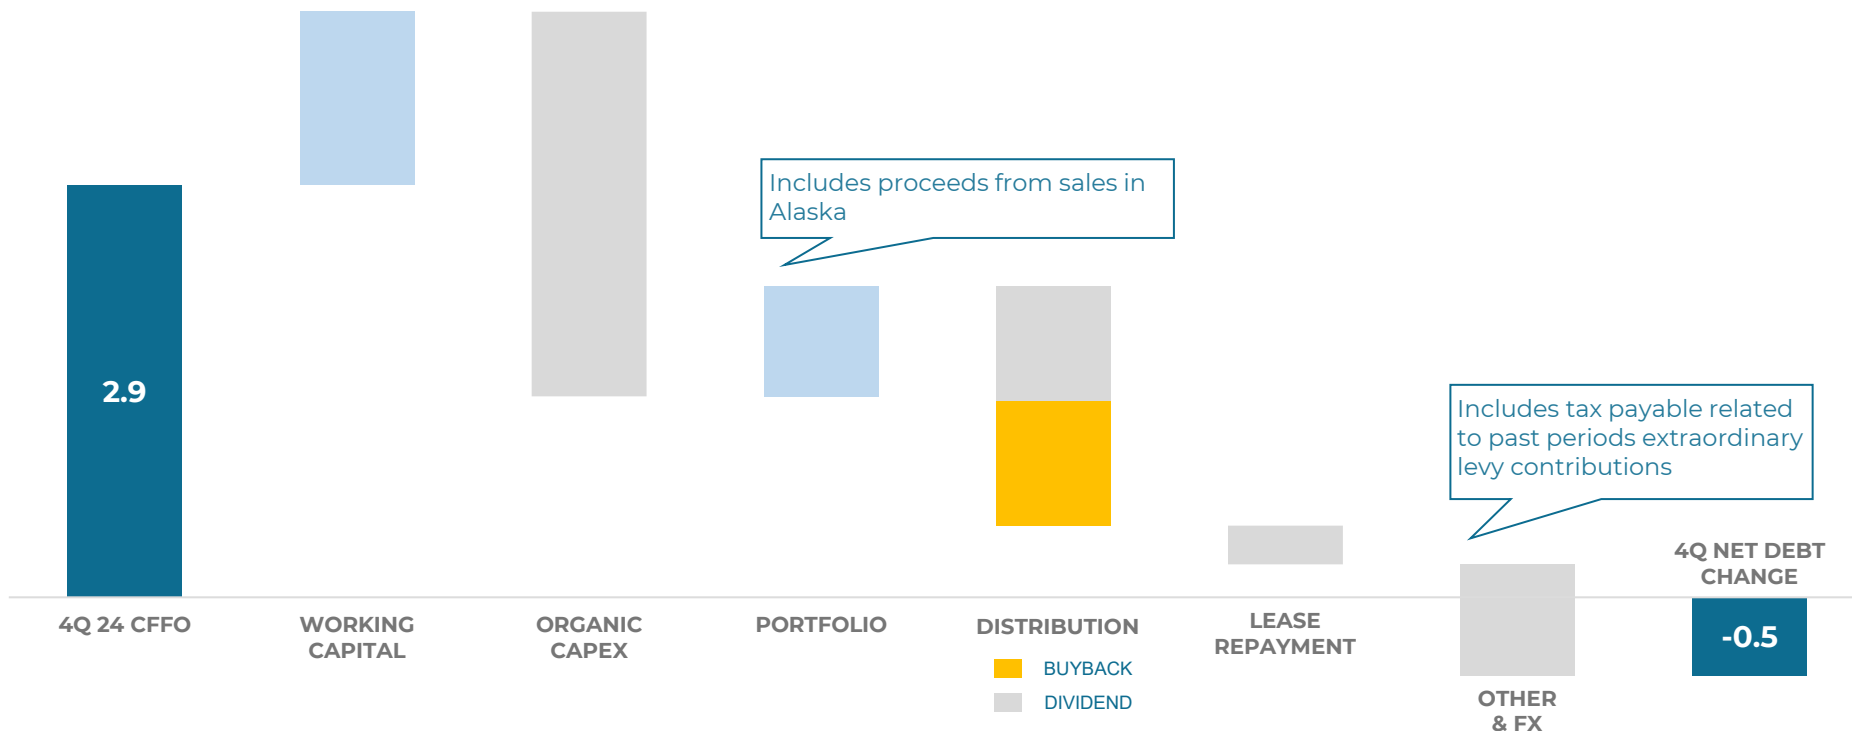 Includes proceeds from sales in
Alaska
2.9
Includes tax payable related
to past periods extraordinary
levy contributions
4Q NET DEBT
CHANGE
-0.5
4Q 24 CFFO
WORKING
CAPITAL
ORGANIC
CAPEX
PORTFOLIO
DISTRIBUTION
BUYBACK
DIVIDEND
LEASE
REPAYMENT
OTHER
& FX